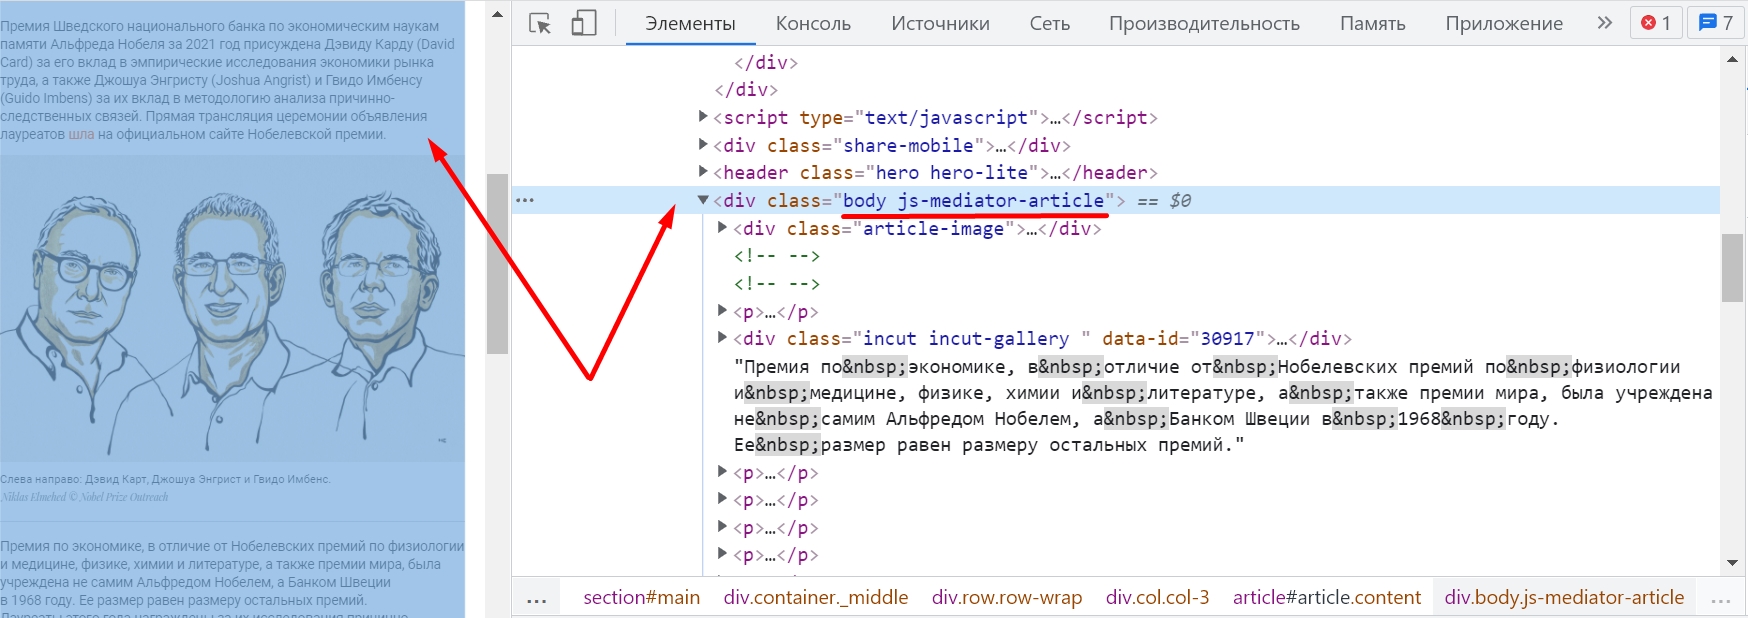 Премия Шведского национального банка по экономическим наукам
памяти Альфреда Нобеля за 2021 год присуждена Дэвиду Карду (David
Card) за его вклад в эмпирические исследования экономики рынка
труда, а также Джошуа Энгристу (Joshua Angrist) и Гвидо Имбенсу
(Guido Imbens) за их вклад в методологию анализа причинно-
следственных связей. Прямая трансляция церемонии объявления
лауреатов шла на официальном сайте Нобелевской премии.
Слева направо: Дэвид Карт, Джошуа Энгрист и Гвидо Имбенс.
Niklas Elmehed © Nobel Prize Outreach
Премия по экономике, в отличие от Нобелевских премий по физиологии
и медицине, физике, химии и литературе, а также премии мира, была
учреждена не самим Альфредом Нобелем, а Банком Швеции
в 1968 году. Ее размер равен размеру остальных премий.
Элементы Консоль Источники Сеть Производительность Память Приложение » 1 7
</div>
</div>
<script type="text/javascript">…</script>
<div class="share-mobile">…</div>
<header class="hero hero-lite">…</header>
... <div class="body js-mediator-article"> == $0
<div class="article-image">…</div>
<!-- -->
<!-- -->
<p>…</p>
<div class="incut incut-gallery " data-id="30917">…</div>
"Премия по&nbsp;экономике, в&nbsp;отличие от&nbsp;Нобелевских премий по&nbsp;физиологии
и&nbsp;медицине, физике, химии и&nbsp;литературе, а&nbsp;также премии мира, была учреждена
не&nbsp;самим Альфредом Нобелем, а&nbsp;Банком Швеции в&nbsp;1968&nbsp;году.
Ее&nbsp;размер равен размеру остальных премий."
<p>…</p>
<p>…</p>
<p>…</p>
<p>…</p>
... section#main div.container._middle div.row.row-wrap div.col.col-3 article#article.content div.body.js-mediator-article ...